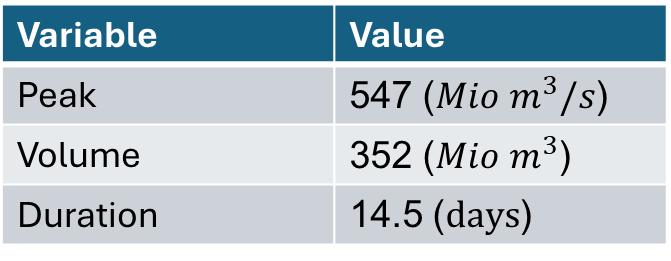 Variable Value
Peak 547 (Mio m³/s)
Volume 352 (Mio m³)
Duration 14.5 (days)